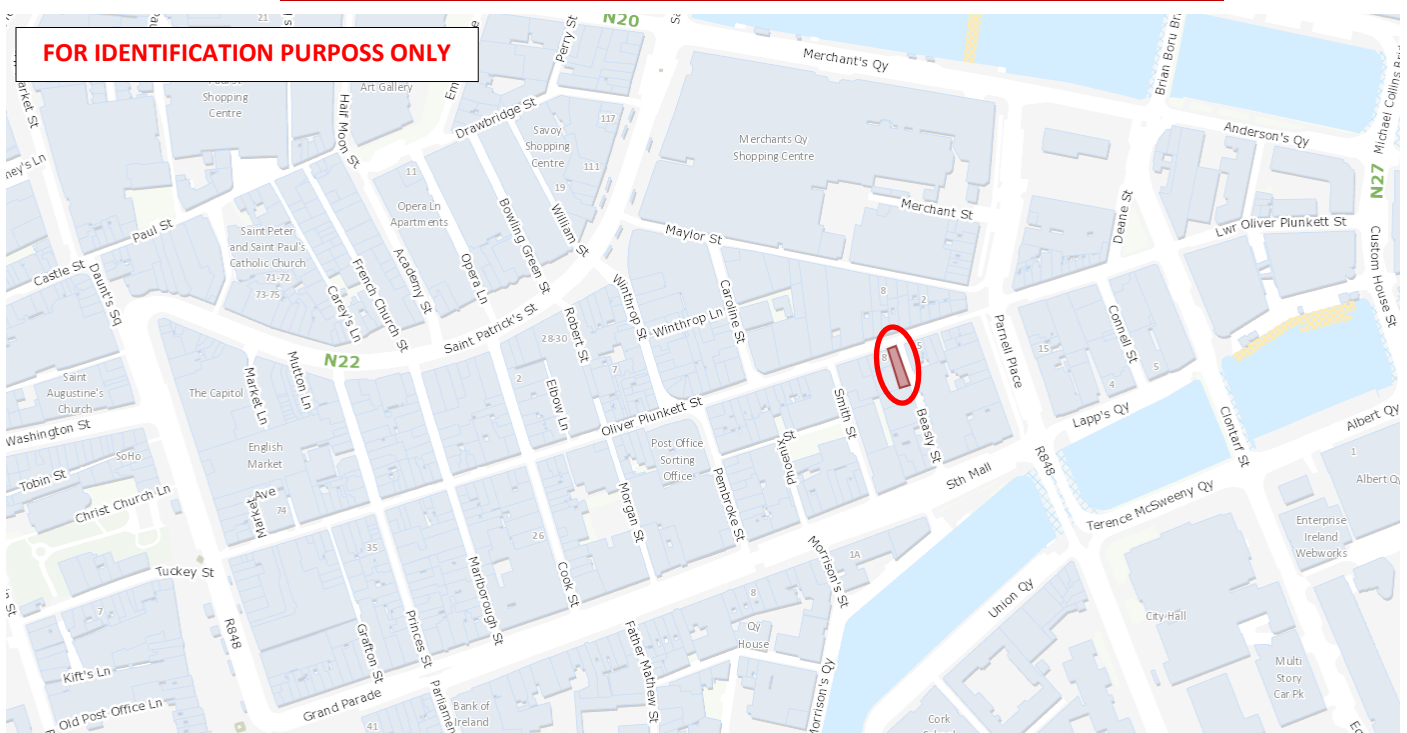 FOR IDENTIFICATION PURPOSS ONLY
21
N20
Perry St
Merchant's Qy
Brian Boru
Michael Collins
Shopping
Centre
Art Gallery
Half Moon St
Drawbridge St
Savoy
Shopping
Centre
117
111
19
Merchants Qy
Shopping Centre
Anderson's Qy
N27
11
Opera Ln
Apartments
Bowling Green St
William St
Merchant St
Deane St
Lwr Oliver Plunkett St
Custom House St
Paul St
Castle St
Daunt's Sq
Saint Peter
and Saint Paul's
Catholic Church
71-72
73-75
Carey's Ln
French Church St
Academy St
Opera Ln
Maylor St
Winthrop St
Caroline St
Winthrop Ln
8
2
Parnell Place
Connell St
N22
Saint Patrick's St
Robert St
28-30
7
2
Elbow Ln
8
5
15
4
5
Mutton Ln
Market Ln
The Capitol
Saint
Augustine's
Church
Washington St
SoHo
English
Market
Tobin St
Christ Church Ln
Market
Ave
74
Oliver Plunkett St
Post Office
Sorting
Office
Phoenix
St
Smith St
Beasly St
Lapp's Qy
Clontarf St
Albert Qy
1
Albert Qy
R848
Sth Mall
Terence McSweeny Qy
Enterprise
Ireland
Webworks
Tuckey St
35
26
Morgan St
Pembroke St
Morrison's St
1A
7
R848
Grafton St
Princes St
Marlborough St
Cook St
8
Qy
House
Father Mathew St
Union Qy
City-Hall
Kift's Ln
Old Post Office Ln
Grand Parade
41
Bank of
Ireland
Morrison's Qy
Multi
Story
Car Pk
Cork